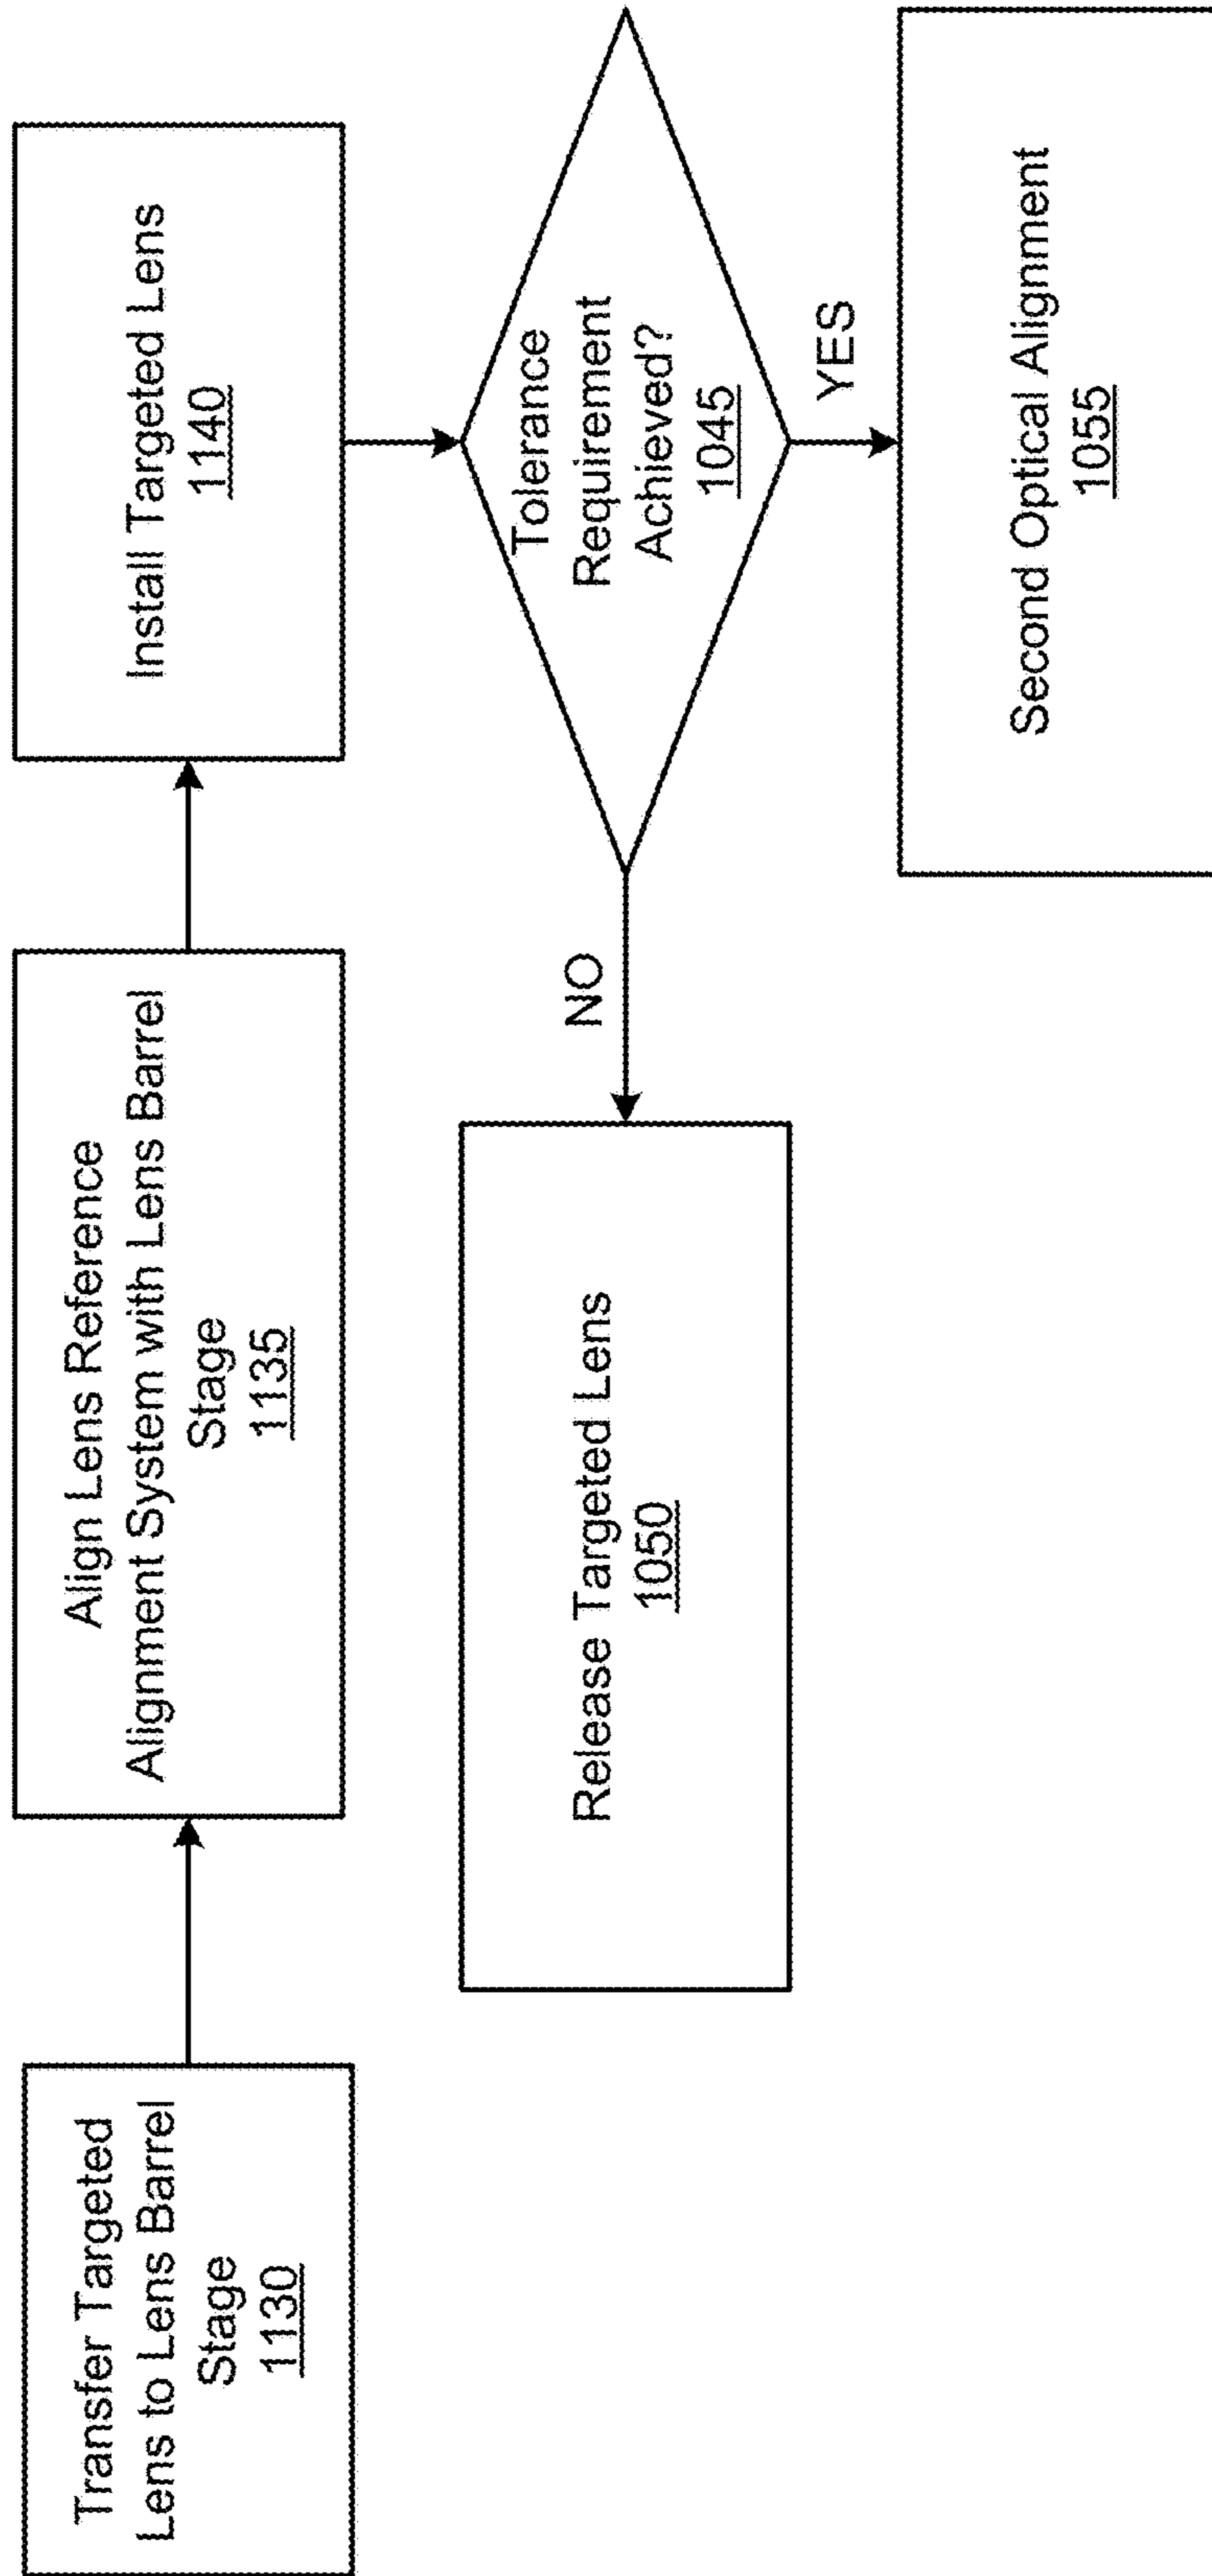 Transfer Targeted
Lens to Lens Barrel
Stage
1130
Align Lens Reference
Alignment System with Lens Barrel
Stage
1135
Install Targeted Lens
1140
Tolerance
Requirement
Achieved?
1045
NO
Release Targeted Lens
1050
YES
Second Optical Alignment
1055